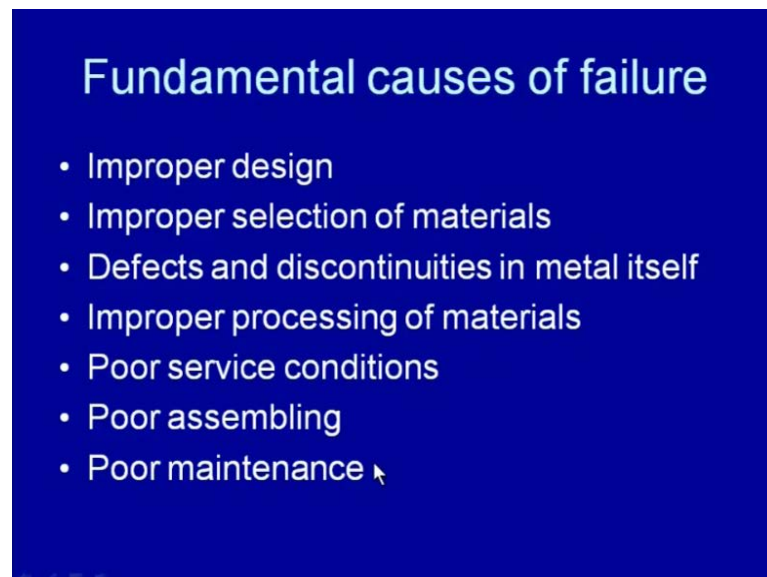 Fundamental causes of failure
• Improper design
• Improper selection of materials
• Defects and discontinuities in metal itself
• Improper processing of materials
• Poor service conditions
• Poor assembling
• Poor maintenance